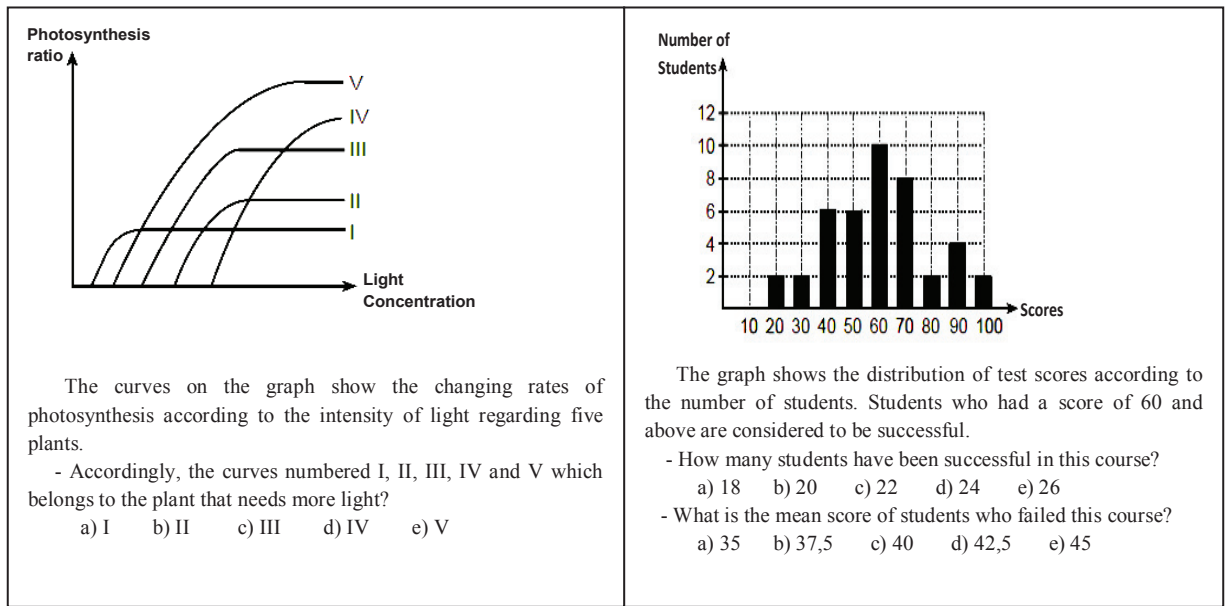 Photosynthesis
ratio
V
IV
III
II
I
Light
Concentration
The curves on the graph show the changing rates of
photosynthesis according to the intensity of light regarding five
plants.
- Accordingly, the curves numbered I, II, III, IV and V which
belongs to the plant that needs more light?
a) I b) II c) III d) IV e) V
Number of
Students
12
10
8
6
4
2
10 20 30 40 50 60 70 80 90 100
Scores
The graph shows the distribution of test scores according to
the number of students. Students who had a score of 60 and
above are considered to be successful.
- How many students have been successful in this course?
a) 18 b) 20 c) 22 d) 24 e) 26
- What is the mean score of students who failed this course?
a) 35 b) 37,5 c) 40 d) 42,5 e) 45